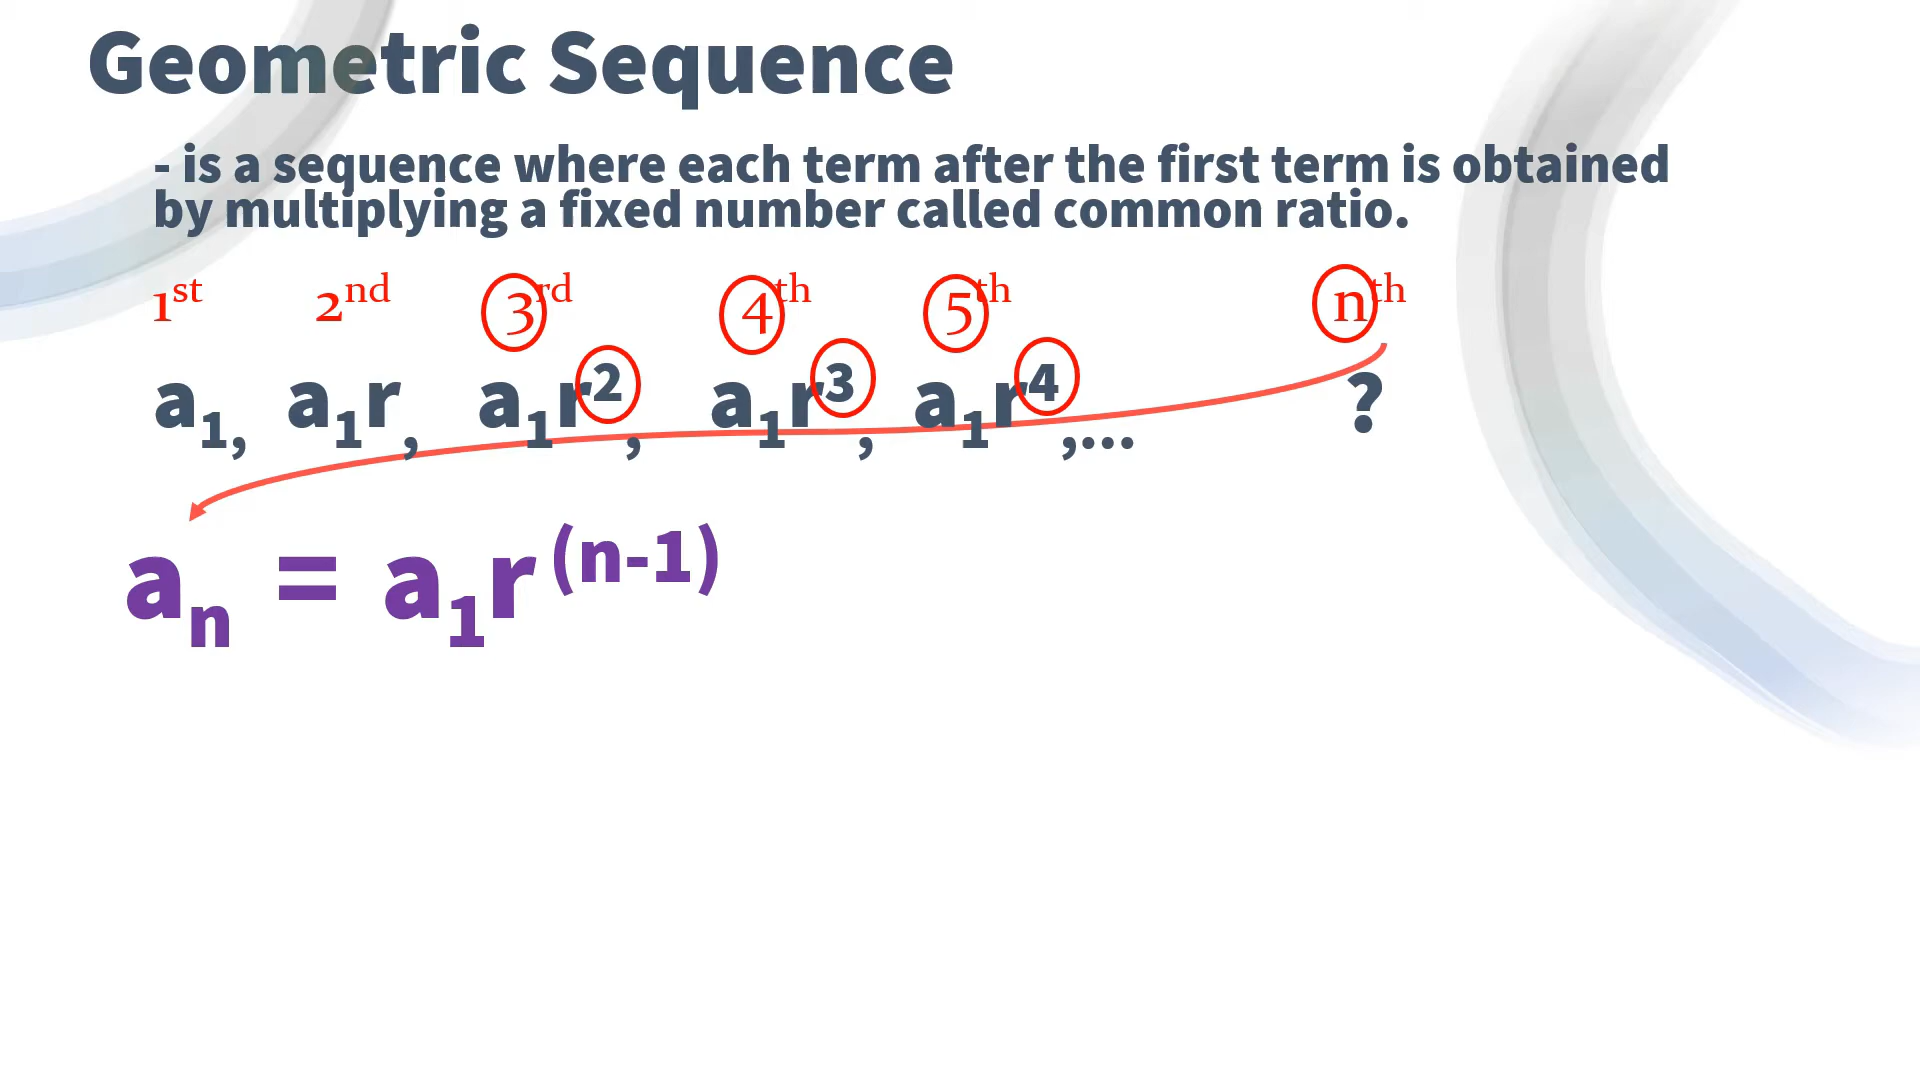 Geometric Sequence
- is a sequence where each term after the first term is obtained
by multiplying a fixed number called common ratio.
1st 2nd 3rd 4th 5th nth
a₁, a₁r, a₁r², a₁r³, a₁r⁴,... ?
aₙ = a₁r⁽ⁿ⁻¹⁾